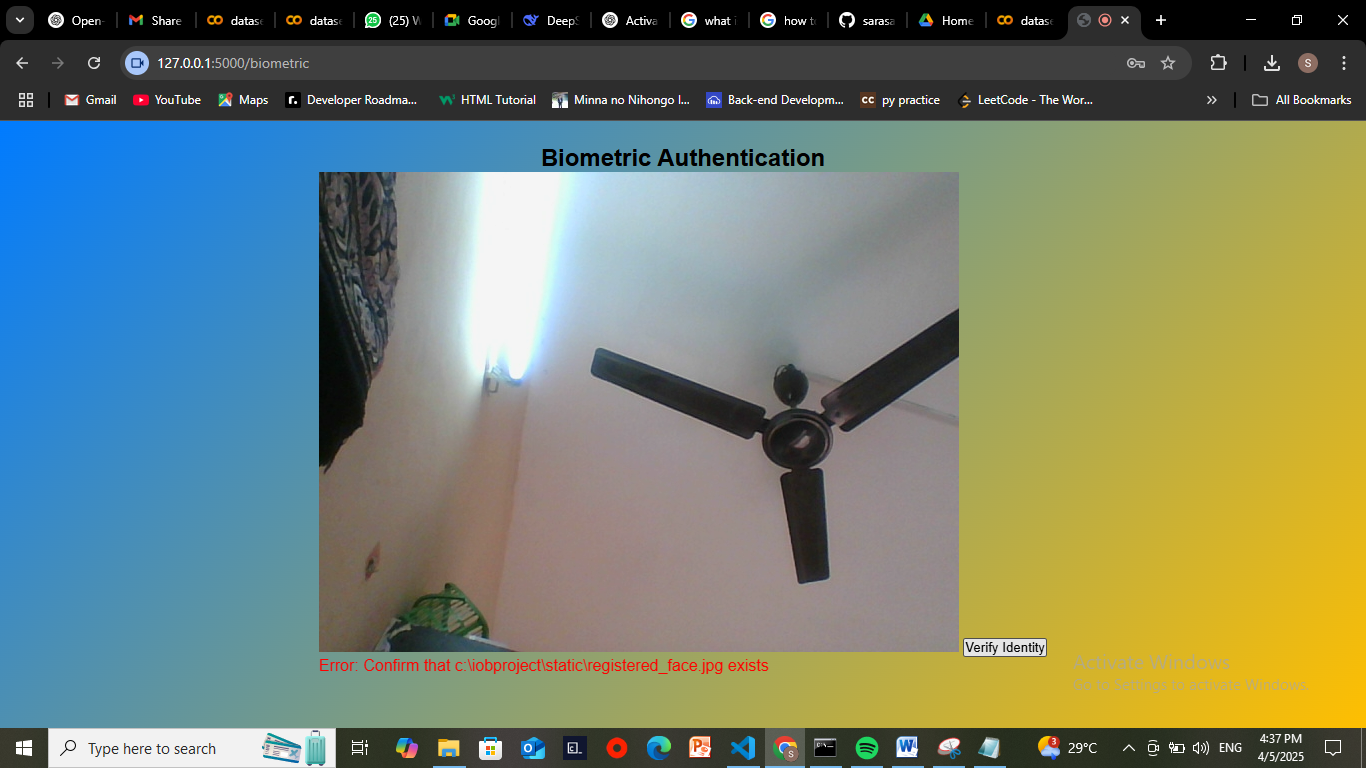 Open-
Share
datase
datase
(25) W
Googl
DeepS
Activa
what i
how to
sarasa
Home
datase
127.0.0.1:5000/biometric
S
Gmail
YouTube
Maps
Developer Roadma...
HTML Tutorial
Minna no Nihongo I...
Back-end Developm...
py practice
LeetCode - The Wor...
»
All Bookmarks
Biometric Authentication
Verify Identity
Error: Confirm that c:\iobproject\static\registered_face.jpg exists
Activate Windows
Go to Settings to activate Windows.
Type here to search
3
29°C
ENG
4:37 PM
4/5/2025